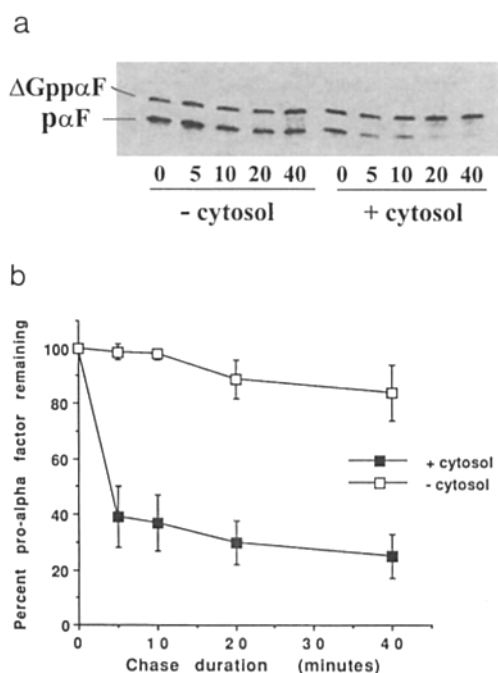 a
ΔGppαF
pαF
0 5 10 20 40 0 5 10 20 40
- cytosol + cytosol
b
Percent pro-alpha factor remaining
100
80
60
40
20
0
+ cytosol
- cytosol
0 10 20 30 40
Chase duration (minutes)